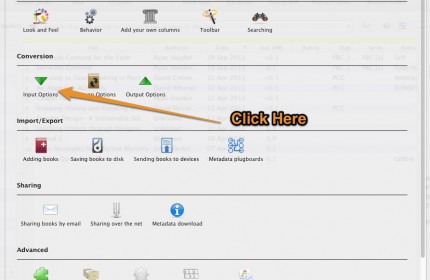 Look and Feel Behavior Add your own columns Toolbar Searching
Conversion
Input Options Options Output Options
Click Here
Import/Export
Adding books Saving books to disk Sending books to devices Metadata plugboards
Sharing
Sharing books by email Sharing over the net Metadata download
Advanced